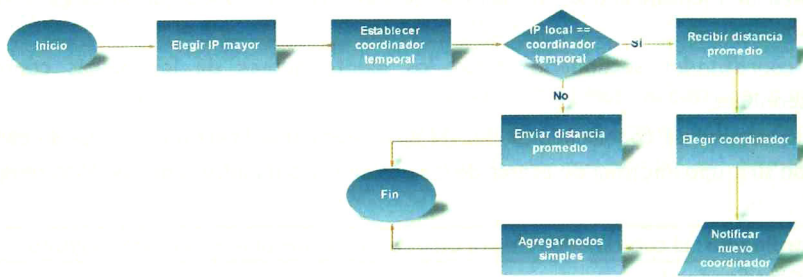 Inicio
Elegir IP mayor
Establecer
coordinador
temporal
IP local ==
coordinador
temporal
Si
Recibir distancia
promedio
No
Enviar distancia
promedio
Elegir coordinador
Fin
Agregar nodos
simples
Notificar
nuevo
coordinador